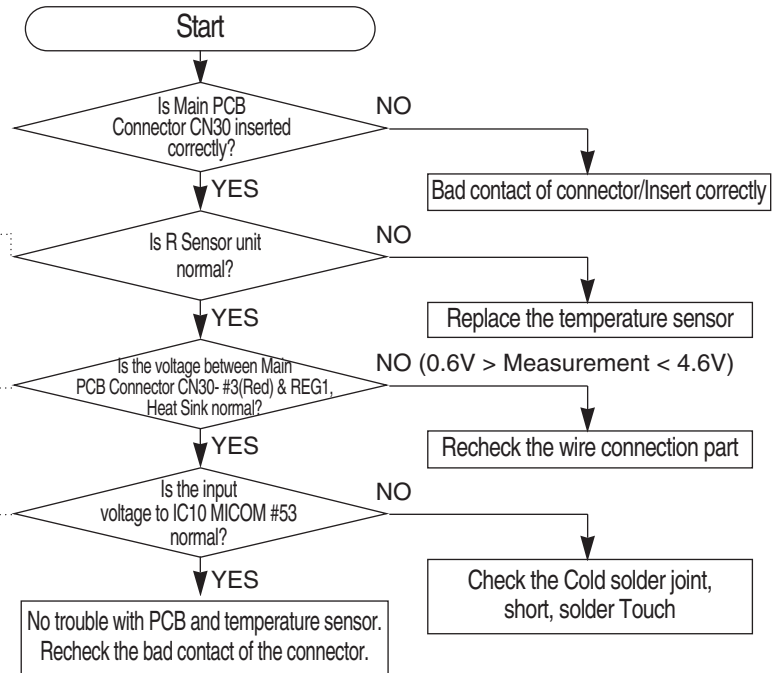 Start
Is Main PCB
Connector CN30 inserted
correctly?
NO
Bad contact of connector/Insert correctly
YES
Is R Sensor unit
normal?
NO
Replace the temperature sensor
YES
Is the voltage between Main
PCB Connector CN30- #3(Red) & REG1,
Heat Sink normal?
NO (0.6V > Measurement < 4.6V)
Recheck the wire connection part
YES
Is the input
voltage to IC10 MICOM #53
normal?
NO
Check the Cold solder joint,
short, solder Touch
YES
No trouble with PCB and temperature sensor.
Recheck the bad contact of the connector.